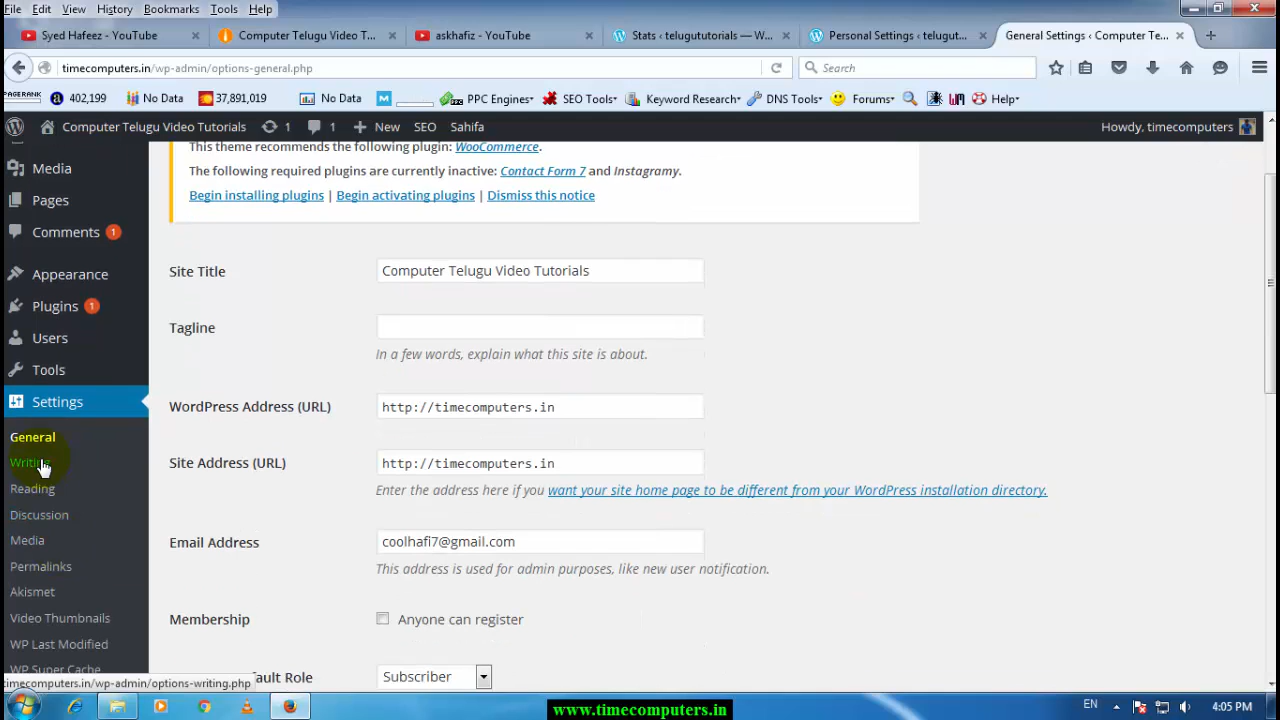 File Edit View History Bookmarks Tools Help
Syed Hafeez - YouTube × Computer Telugu Video T... × askhafiz - YouTube × Stats ‹ telugututorials — W... × Personal Settings ‹ telugut... × General Settings ‹ Computer Te... ×
timecomputers.in/wp-admin/options-general.php Search
PAGERANK 402,199 No Data 37,891,019 No Data PPC Engines SEO Tools Keyword Research DNS Tools Forums Help
Computer Telugu Video Tutorials 1 1 New SEO Sahifa Howdy, timecomputers
This theme recommends the following plugin: WooCommerce.
The following required plugins are currently inactive: Contact Form 7 and Instagramy.
Begin installing plugins | Begin activating plugins | Dismiss this notice
Media
Pages
Comments 1
Appearance
Plugins 1
Users
Tools
Settings
General
Writing
Reading
Discussion
Media
Permalinks
Akismet
Video Thumbnails
WP Last Modified
WP Super Cache
Site Title Computer Telugu Video Tutorials
Tagline
In a few words, explain what this site is about.
WordPress Address (URL) http://timecomputers.in
Site Address (URL) http://timecomputers.in
Enter the address here if you want your site home page to be different from your WordPress installation directory.
Email Address coolhafi7@gmail.com
This address is used for admin purposes, like new user notification.
Membership Anyone can register
fault Role Subscriber
timecomputers.in/wp-admin/options-writing.php
www.timecomputers.in
EN 4:05 PM